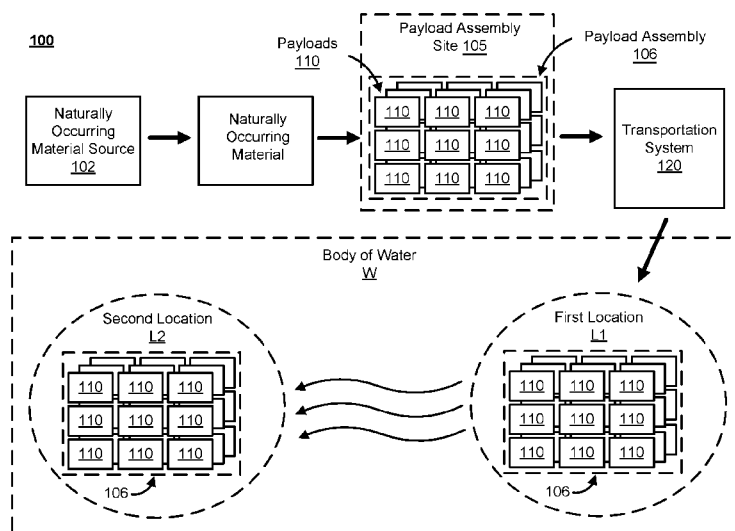 100
Payloads
110
Payload Assembly
Site 105
Payload Assembly
106
Naturally
Occurring
Material Source
102
Naturally
Occurring
Material
110 110 110
110 110 110
110 110 110
Transportation
System
120
Body of Water
W
Second Location
L2
110 110 110
110 110 110
110 110 110
106
First Location
L1
110 110 110
110 110 110
110 110 110
106